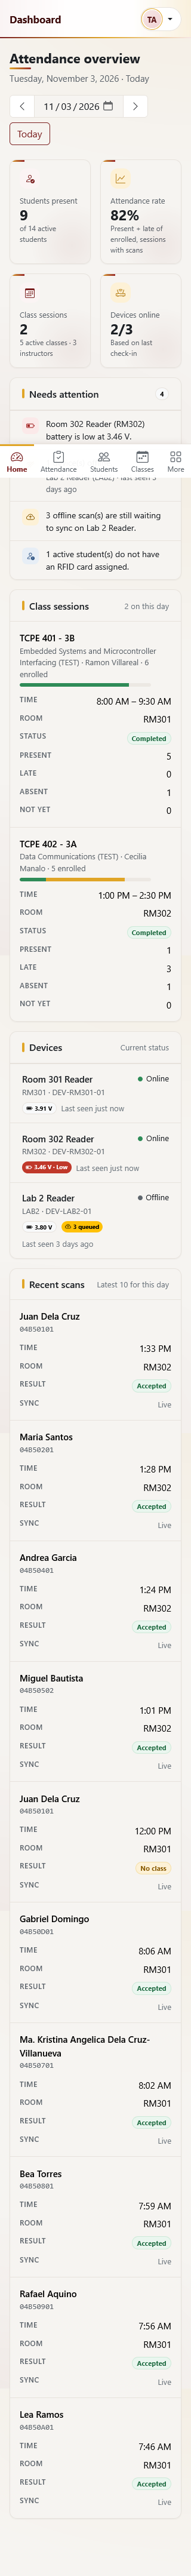 Dashboard
TA
Attendance overview
Tuesday, November 3, 2026 · Today
11 / 03 / 2026
Today
Students present
9
of 14 active
students
Attendance rate
82%
Present + late of
enrolled, sessions
with scans
Class sessions
2
5 active classes · 3
instructors
Devices online
2/3
Based on last
check-in
Needs attention
4
Room 302 Reader (RM302)
battery is low at 3.46 V.
Home
Attendance
Students
Classes
More
Lab 2 Reader (LAB2) · last seen 3
days ago
3 offline scan(s) are still waiting
to sync on Lab 2 Reader.
1 active student(s) do not have
an RFID card assigned.
Class sessions
2 on this day
TCPE 401 - 3B
Embedded Systems and Microcontroller
Interfacing (TEST) · Ramon Villareal · 6
enrolled
TIME 8:00 AM – 9:30 AM
ROOM RM301
STATUS Completed
PRESENT 5
LATE 0
ABSENT 1
NOT YET 0
TCPE 402 - 3A
Data Communications (TEST) · Cecilia
Manalo · 5 enrolled
TIME 1:00 PM – 2:30 PM
ROOM RM302
STATUS Completed
PRESENT 1
LATE 3
ABSENT 1
NOT YET 0
Devices
Current status
Room 301 Reader Online
RM301 · DEV-RM301-01
3.91 V Last seen just now
Room 302 Reader Online
RM302 · DEV-RM302-01
3.46 V · Low Last seen just now
Lab 2 Reader Offline
LAB2 · DEV-LAB2-01
3.80 V 3 queued
Last seen 3 days ago
Recent scans
Latest 10 for this day
Juan Dela Cruz
04B50101
TIME 1:33 PM
ROOM RM302
RESULT Accepted
SYNC Live
Maria Santos
04B50201
TIME 1:28 PM
ROOM RM302
RESULT Accepted
SYNC Live
Andrea Garcia
04B50401
TIME 1:24 PM
ROOM RM302
RESULT Accepted
SYNC Live
Miguel Bautista
04B50502
TIME 1:01 PM
ROOM RM302
RESULT Accepted
SYNC Live
Juan Dela Cruz
04B50101
TIME 12:00 PM
ROOM RM301
RESULT No class
SYNC Live
Gabriel Domingo
04B50D01
TIME 8:06 AM
ROOM RM301
RESULT Accepted
SYNC Live
Ma. Kristina Angelica Dela Cruz-
Villanueva
04B50701
TIME 8:02 AM
ROOM RM301
RESULT Accepted
SYNC Live
Bea Torres
04B50801
TIME 7:59 AM
ROOM RM301
RESULT Accepted
SYNC Live
Rafael Aquino
04B50901
TIME 7:56 AM
ROOM RM301
RESULT Accepted
SYNC Live
Lea Ramos
04B50A01
TIME 7:46 AM
ROOM RM301
RESULT Accepted
SYNC Live